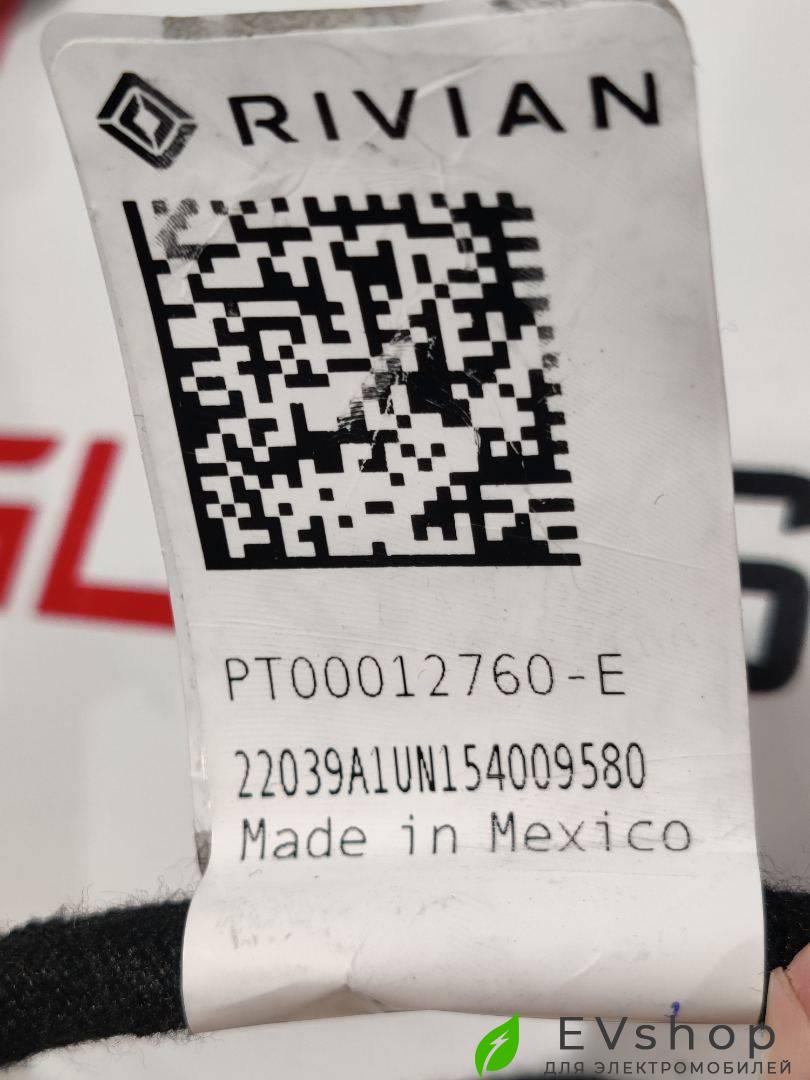 RIVIAN
PT00012760-E
22039A1UN154009580
Made in Mexico
EVshop
ДЛЯ ЭЛЕКТРОМОБИЛЕЙ